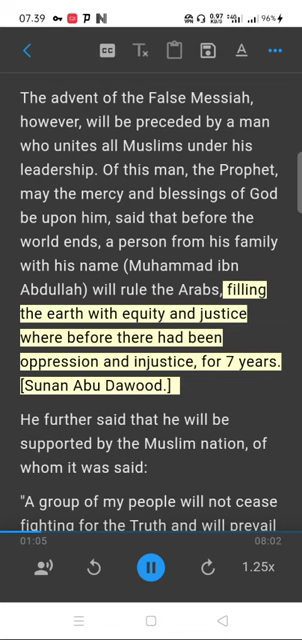 07.39
0.97 KB/s
4G
96%
CC
The advent of the False Messiah,
however, will be preceded by a man
who unites all Muslims under his
leadership. Of this man, the Prophet,
may the mercy and blessings of God
be upon him, said that before the
world ends, a person from his family
with his name (Muhammad ibn
Abdullah) will rule the Arabs, filling
the earth with equity and justice
where before there had been
oppression and injustice, for 7 years.
[Sunan Abu Dawood.]
He further said that he will be
supported by the Muslim nation, of
whom it was said:
"A group of my people will not cease
fighting for the Truth and will prevail
01:05
08:02
1.25x